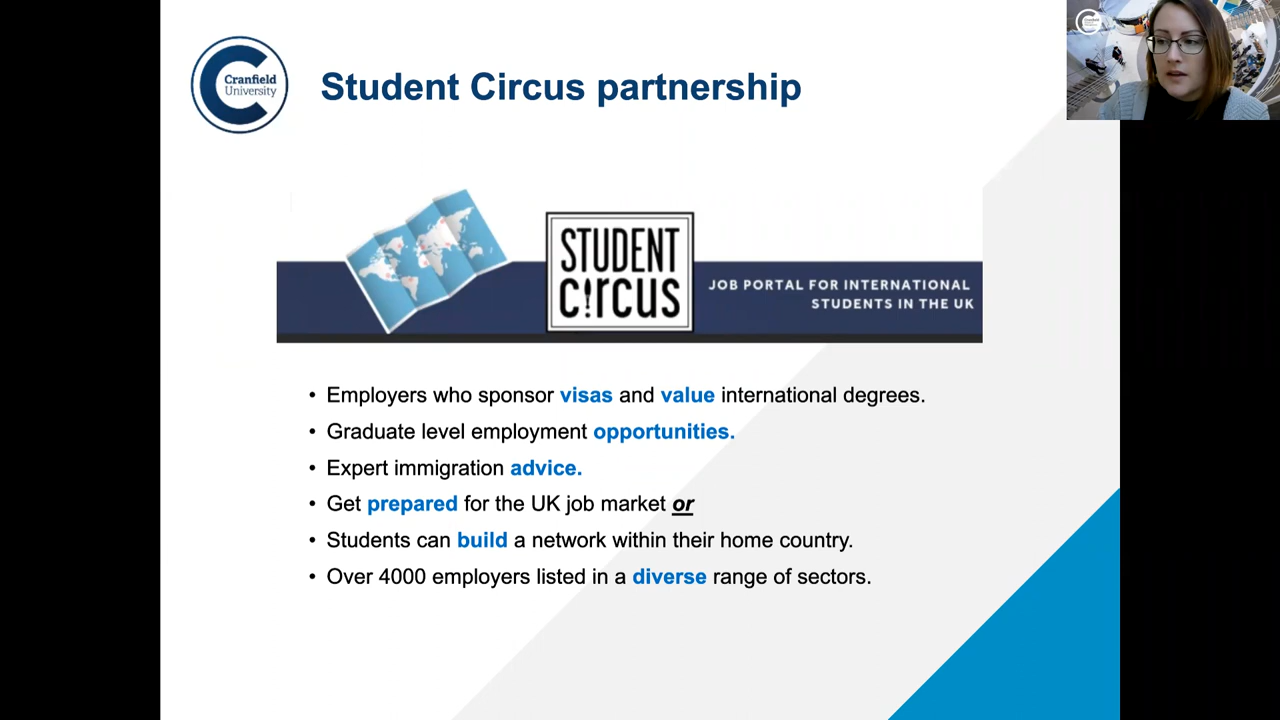 Cranfield
University
Student Circus partnership
STUDENT
C!RCUS
JOB PORTAL FOR INTERNATIONAL
STUDENTS IN THE UK
• Employers who sponsor visas and value international degrees.
• Graduate level employment opportunities.
• Expert immigration advice.
• Get prepared for the UK job market or
• Students can build a network within their home country.
• Over 4000 employers listed in a diverse range of sectors.
Cranfield